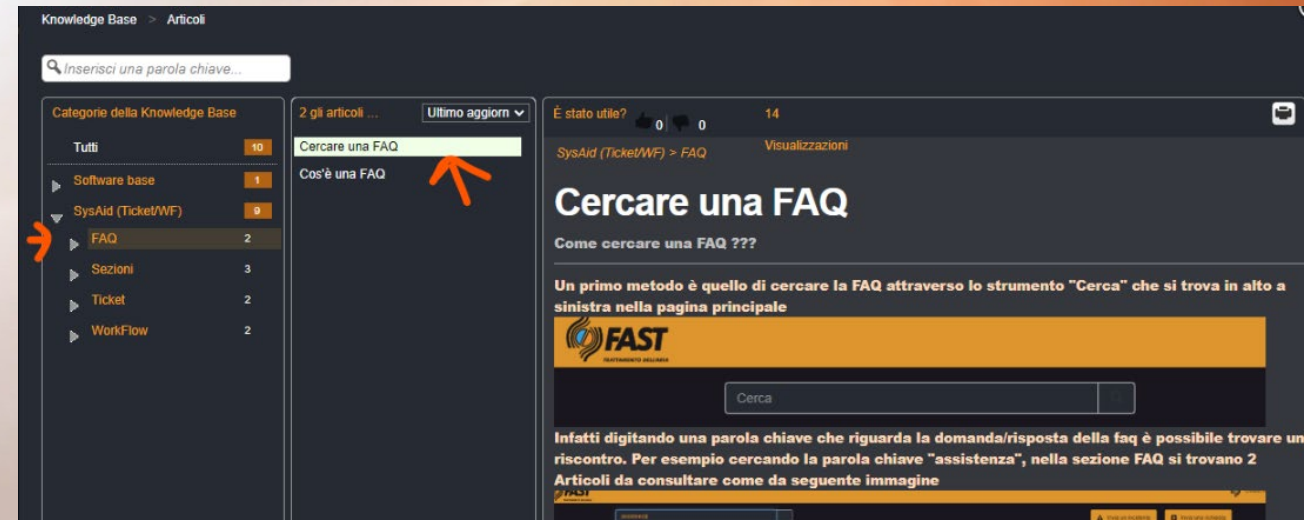 Knowledge Base > Articoli
Inserisci una parola chiave...
Categorie della Knowledge Base
Tutti 10
Software base 1
SysAid (Ticket/WF) 9
FAQ 2
Sezioni 3
Ticket 2
WorkFlow 2
2 gli articoli ... Ultimo aggiorn
Cercare una FAQ
Cos'è una FAQ
È stato utile? 0 0 14
Visualizzazioni
SysAid (Ticket/WF) > FAQ
Cercare una FAQ
Come cercare una FAQ ???
Un primo metodo è quello di cercare la FAQ attraverso lo strumento "Cerca" che si trova in alto a
sinistra nella pagina principale
FAST
TRATTAMENTO DELL'ARIA
Cerca
Infatti digitando una parola chiave che riguarda la domanda/risposta della faq è possibile trovare un
riscontro. Per esempio cercando la parola chiave "assistenza", nella sezione FAQ si trovano 2
Articoli da consultare come da seguente immagine
FAST